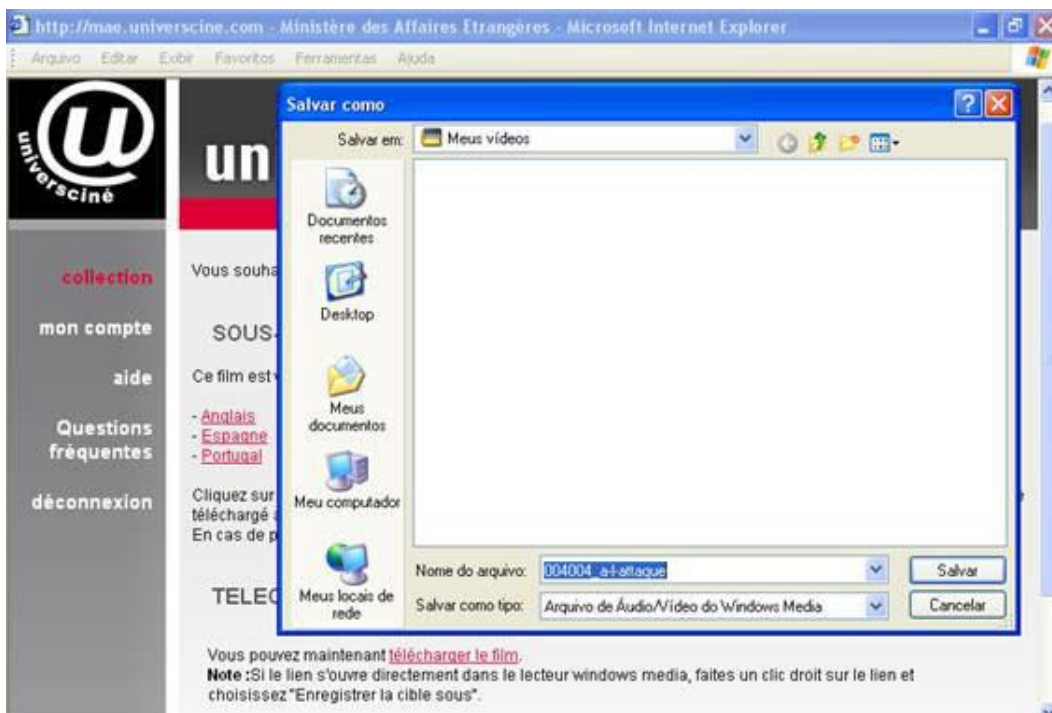 http://mae.universcine.com - Ministère des Affaires Etrangères - Microsoft Internet Explorer
Arquivo Editar Exibir Favoritos Ferramentas Ajuda
universciné
un
collection
mon compte
aide
Questions
fréquentes
déconnexion
Vous souha
SOUS-
Ce film est
- Anglais
- Espagne
- Portugal
Cliquez sur
téléchargé
En cas de p
TELEC
Vous pouvez maintenant télécharger le film.
Note :Si le lien s'ouvre directement dans le lecteur windows media, faites un clic droit sur le lien et
choisissez "Enregistrer la cible sous".
Salvar como
Salvar em: Meus vídeos
Documentos
recentes
Desktop
Meus
documentos
Meu computador
Meus locais de
rede
Nome do arquivo: 004004_a-l-attaque Salvar
Salvar como tipo: Arquivo de Áudio/Vídeo do Windows Media Cancelar